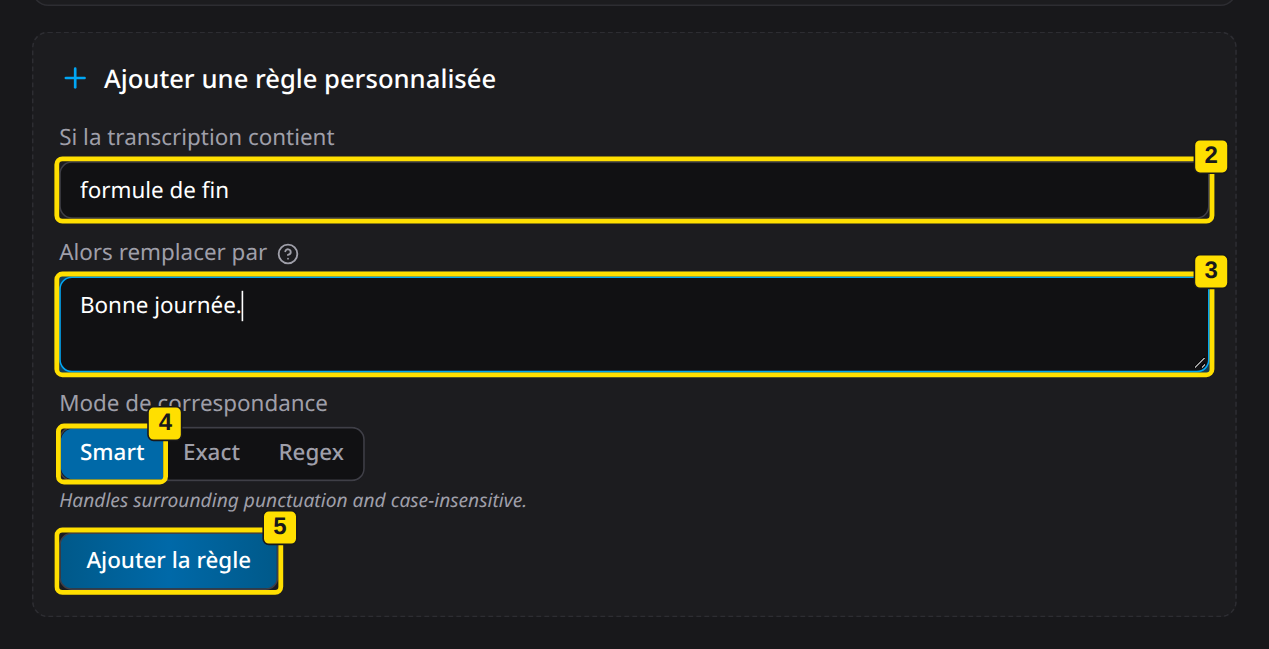 Ajouter une règle personnalisée
Si la transcription contient
2
formule de fin
Alors remplacer par
3
Bonne journée.
Mode de correspondance
4
Smart Exact Regex
Handles surrounding punctuation and case-insensitive.
5
Ajouter la règle